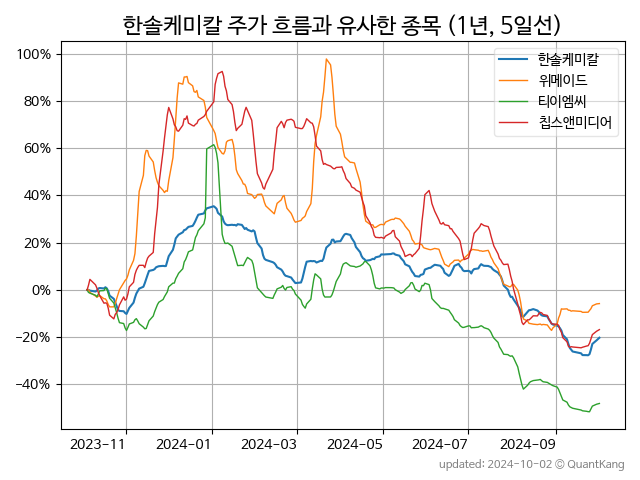 한솔케미칼 주가 흐름과 유사한 종목 (1년, 5일선)
한솔케미칼
위메이드
티이엠씨
칩스앤미디어
100%
80%
60%
40%
20%
0%
−20%
−40%
2023-11
2024-01
2024-03
2024-05
2024-07
2024-09
updated: 2024-10-02 © QuantKang